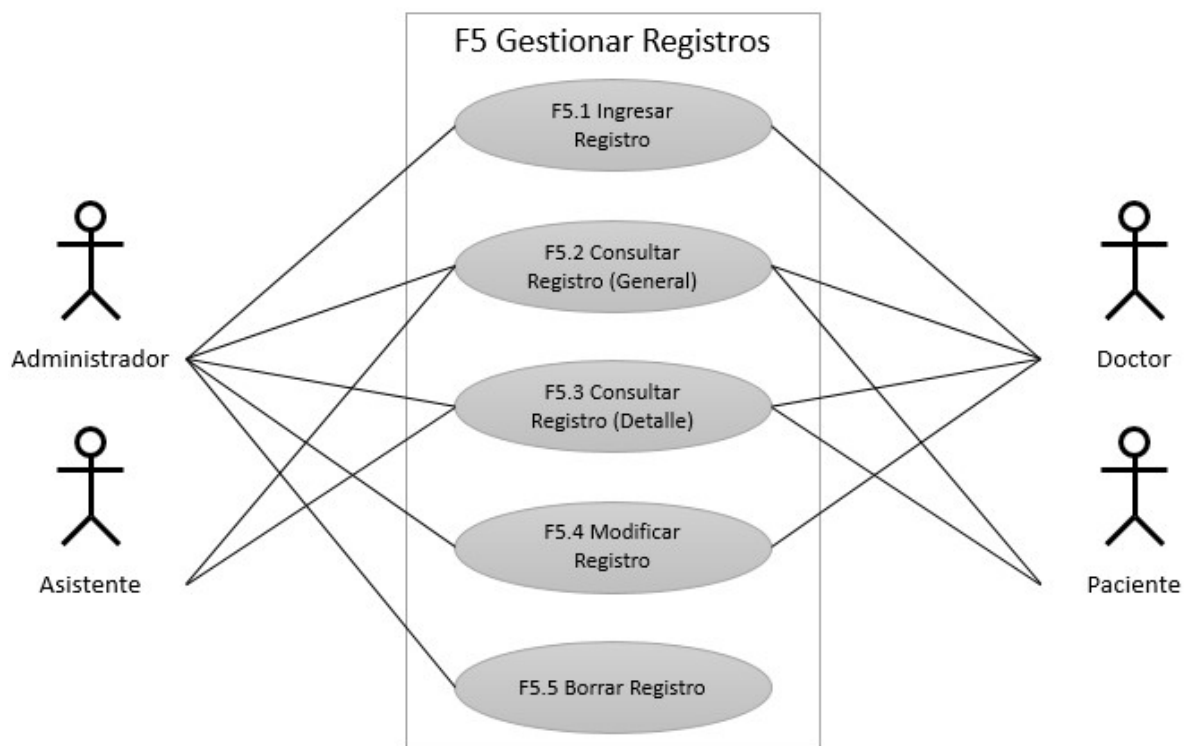 F5 Gestionar Registros
F5.1 Ingresar
Registro
F5.2 Consultar
Registro (General)
Administrador
Doctor
F5.3 Consultar
Registro (Detalle)
F5.4 Modificar
Registro
Asistente
Paciente
F5.5 Borrar Registro